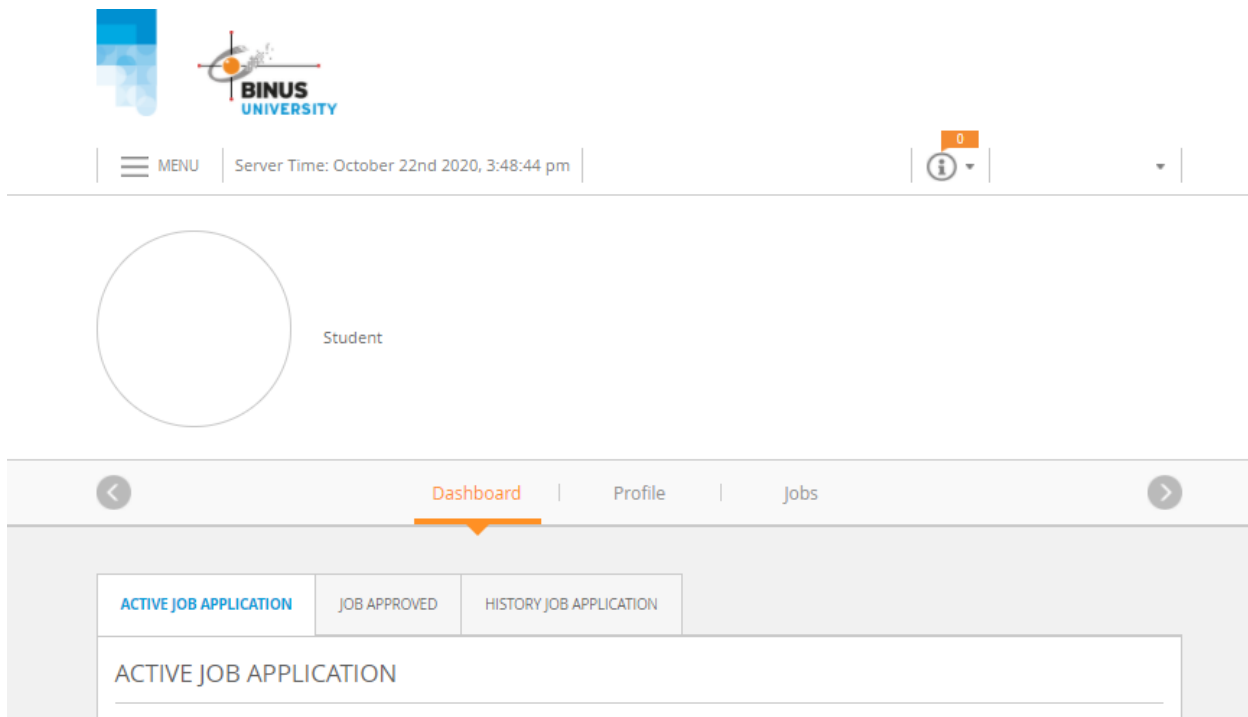 BINUS
UNIVERSITY
0
MENU Server Time: October 22nd 2020, 3:48:44 pm
Student
Dashboard | Profile | Jobs
ACTIVE JOB APPLICATION JOB APPROVED HISTORY JOB APPLICATION
ACTIVE JOB APPLICATION